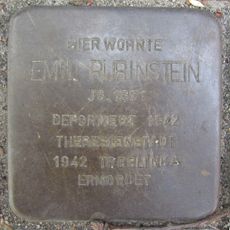 HIER WOHNTE
EMIL RUBINSTEIN
JG.
DEPORTIERT 1942
THERESIENSTADT
1942 TREBLINKA
ERMORDET